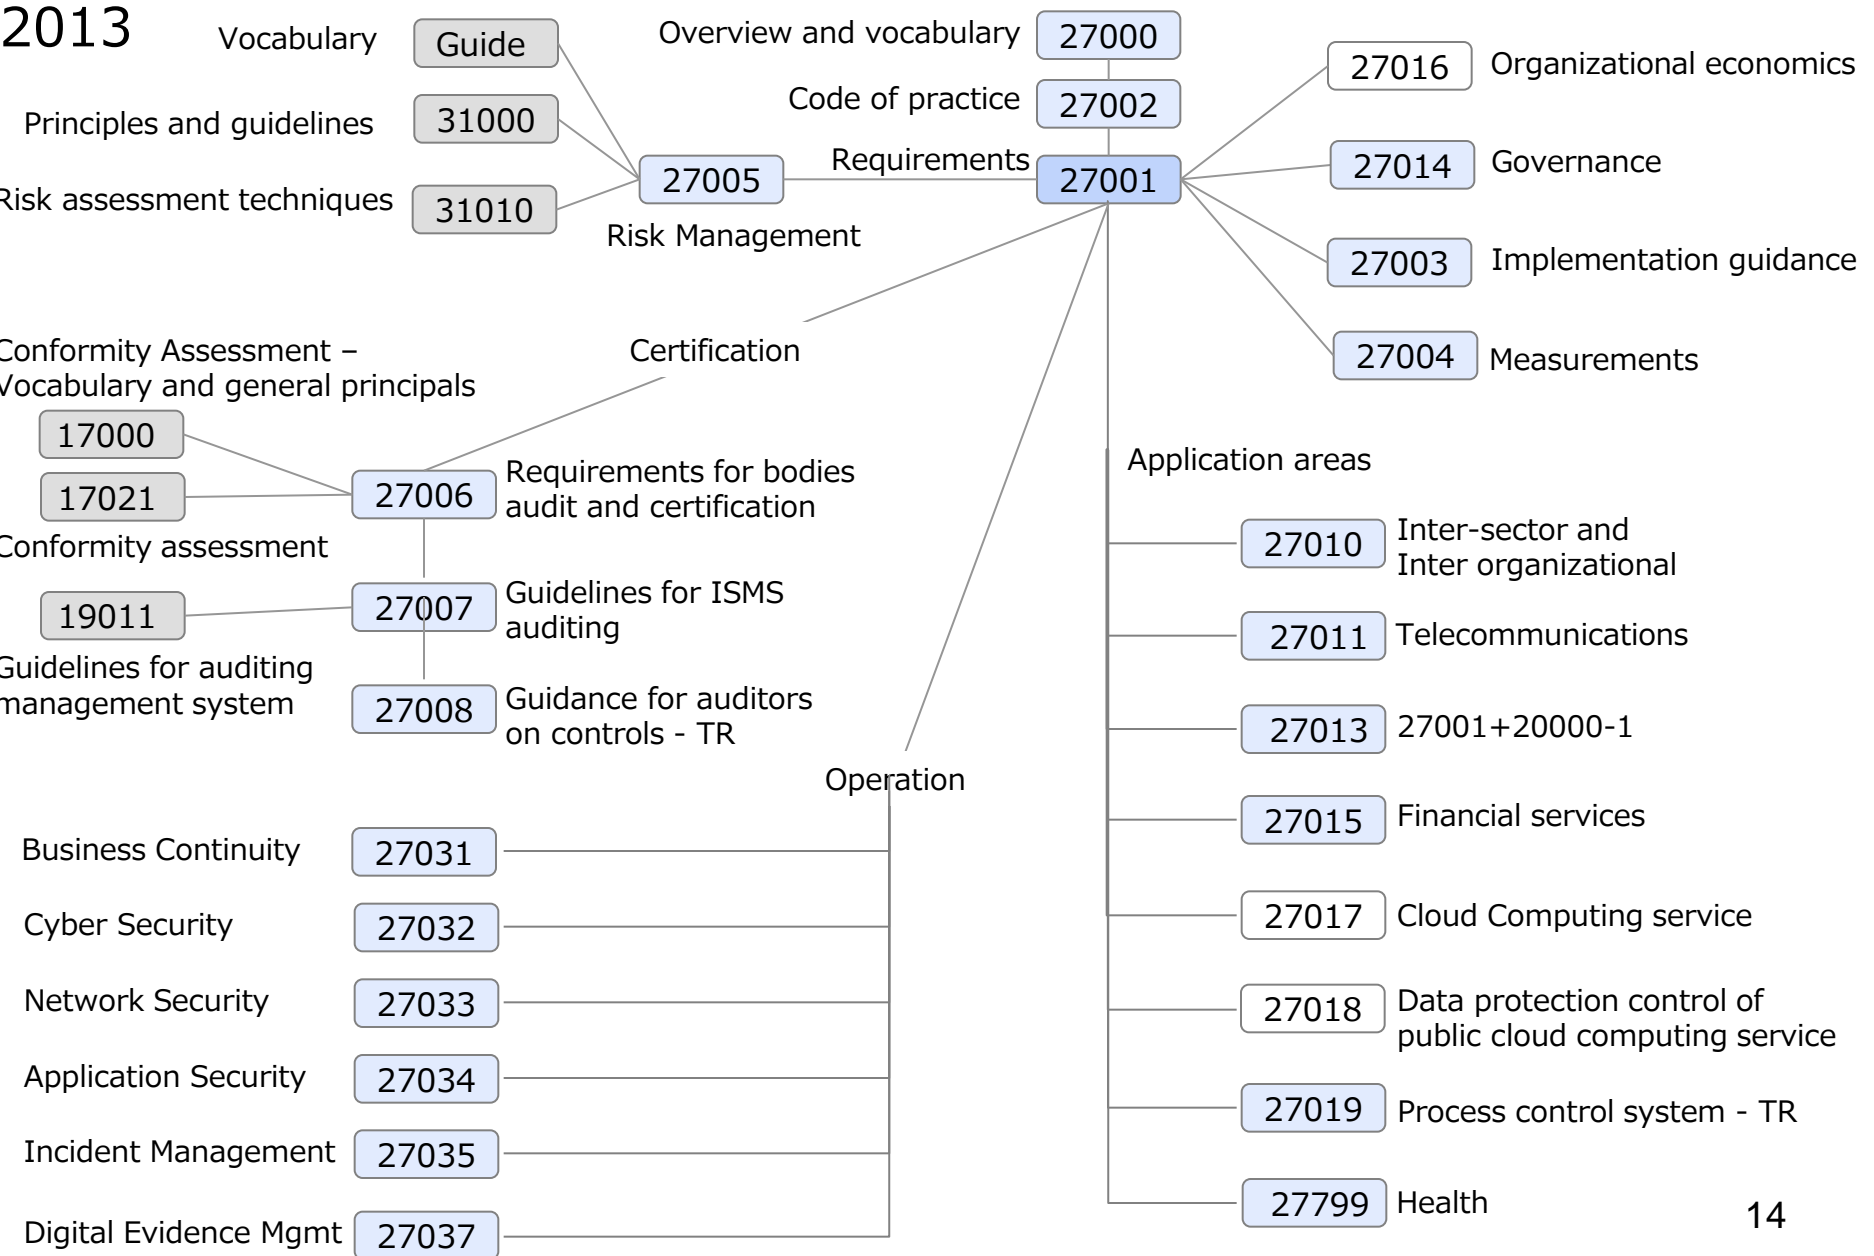 2013
Vocabulary
Guide
Principles and guidelines
31000
Risk assessment techniques
31010
27005
Risk Management
Overview and vocabulary
27000
Code of practice
27002
Requirements
27001
27016
Organizational economics
27014
Governance
27003
Implementation guidance
27004
Measurements
Certification
Conformity Assessment –
Vocabulary and general principals
17000
17021
Conformity assessment
27006
Requirements for bodies
audit and certification
19011
Guidelines for auditing
management system
27007
Guidelines for ISMS
auditing
27008
Guidance for auditors
on controls - TR
Operation
Business Continuity
27031
Cyber Security
27032
Network Security
27033
Application Security
27034
Incident Management
27035
Digital Evidence Mgmt
27037
Application areas
27010
Inter-sector and
Inter organizational
27011
Telecommunications
27013
27001+20000-1
27015
Financial services
27017
Cloud Computing service
27018
Data protection control of
public cloud computing service
27019
Process control system - TR
27799
Health
14